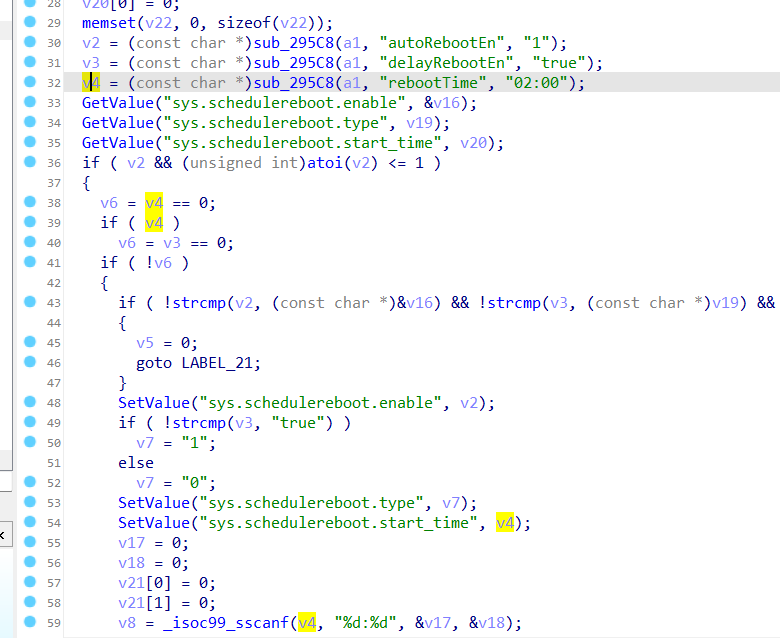 28 v20[0] = 0;
29 memset(v22, 0, sizeof(v22));
30 v2 = (const char *)sub_295C8(a1, "autoRebootEn", "1");
31 v3 = (const char *)sub_295C8(a1, "delayRebootEn", "true");
32 v4 = (const char *)sub_295C8(a1, "rebootTime", "02:00");
33 GetValue("sys.schedulereboot.enable", &v16);
34 GetValue("sys.schedulereboot.type", v19);
35 GetValue("sys.schedulereboot.start_time", v20);
36 if ( v2 && (unsigned int)atoi(v2) <= 1 )
37 {
38 v6 = v4 == 0;
39 if ( v4 )
40 v6 = v3 == 0;
41 if ( !v6 )
42 {
43 if ( !strcmp(v2, (const char *)&v16) && !strcmp(v3, (const char *)v19) &&
44 {
45 v5 = 0;
46 goto LABEL_21;
47 }
48 SetValue("sys.schedulereboot.enable", v2);
49 if ( !strcmp(v3, "true") )
50 v7 = "1";
51 else
52 v7 = "0";
53 SetValue("sys.schedulereboot.type", v7);
54 SetValue("sys.schedulereboot.start_time", v4);
55 v17 = 0;
56 v18 = 0;
57 v21[0] = 0;
58 v21[1] = 0;
59 v8 = _isoc99_sscanf(v4, "%d:%d", &v17, &v18);